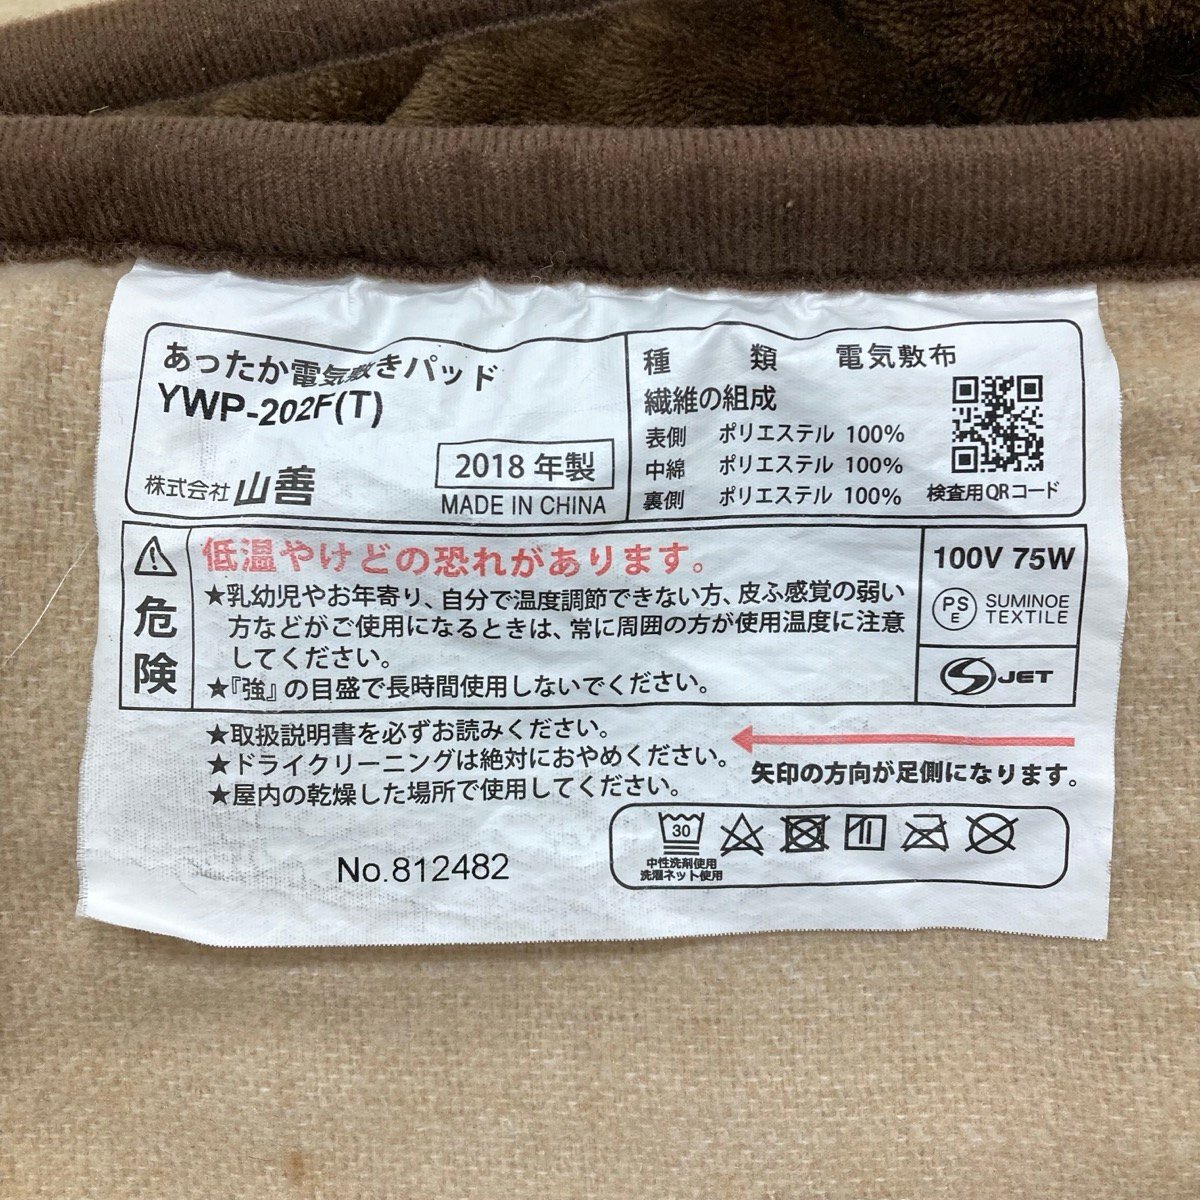 あったか電気敷きパッド
YWP-202F(T)
株式会社 山善
2018 年製
MADE IN CHINA
種 類 電気敷布
繊維の組成
表側 ポリエステル 100%
中綿 ポリエステル 100%
裏側 ポリエステル 100%
検査用QRコード
危険
低温やけどの恐れがあります。
★乳幼児やお年寄り、自分で温度調節できない方、皮ふ感覚の弱い
方などがご使用になるときは、常に周囲の方が使用温度に注意
してください。
★『強』の目盛で長時間使用しないでください。
100V 75W
PSE
SUMINOE
TEXTILE
S JET
★取扱説明書を必ずお読みください。
★ドライクリーニングは絶対におやめください。
★屋内の乾燥した場所で使用してください。
矢印の方向が足側になります。
30
中性洗剤使用
洗濯ネット使用
No.812482